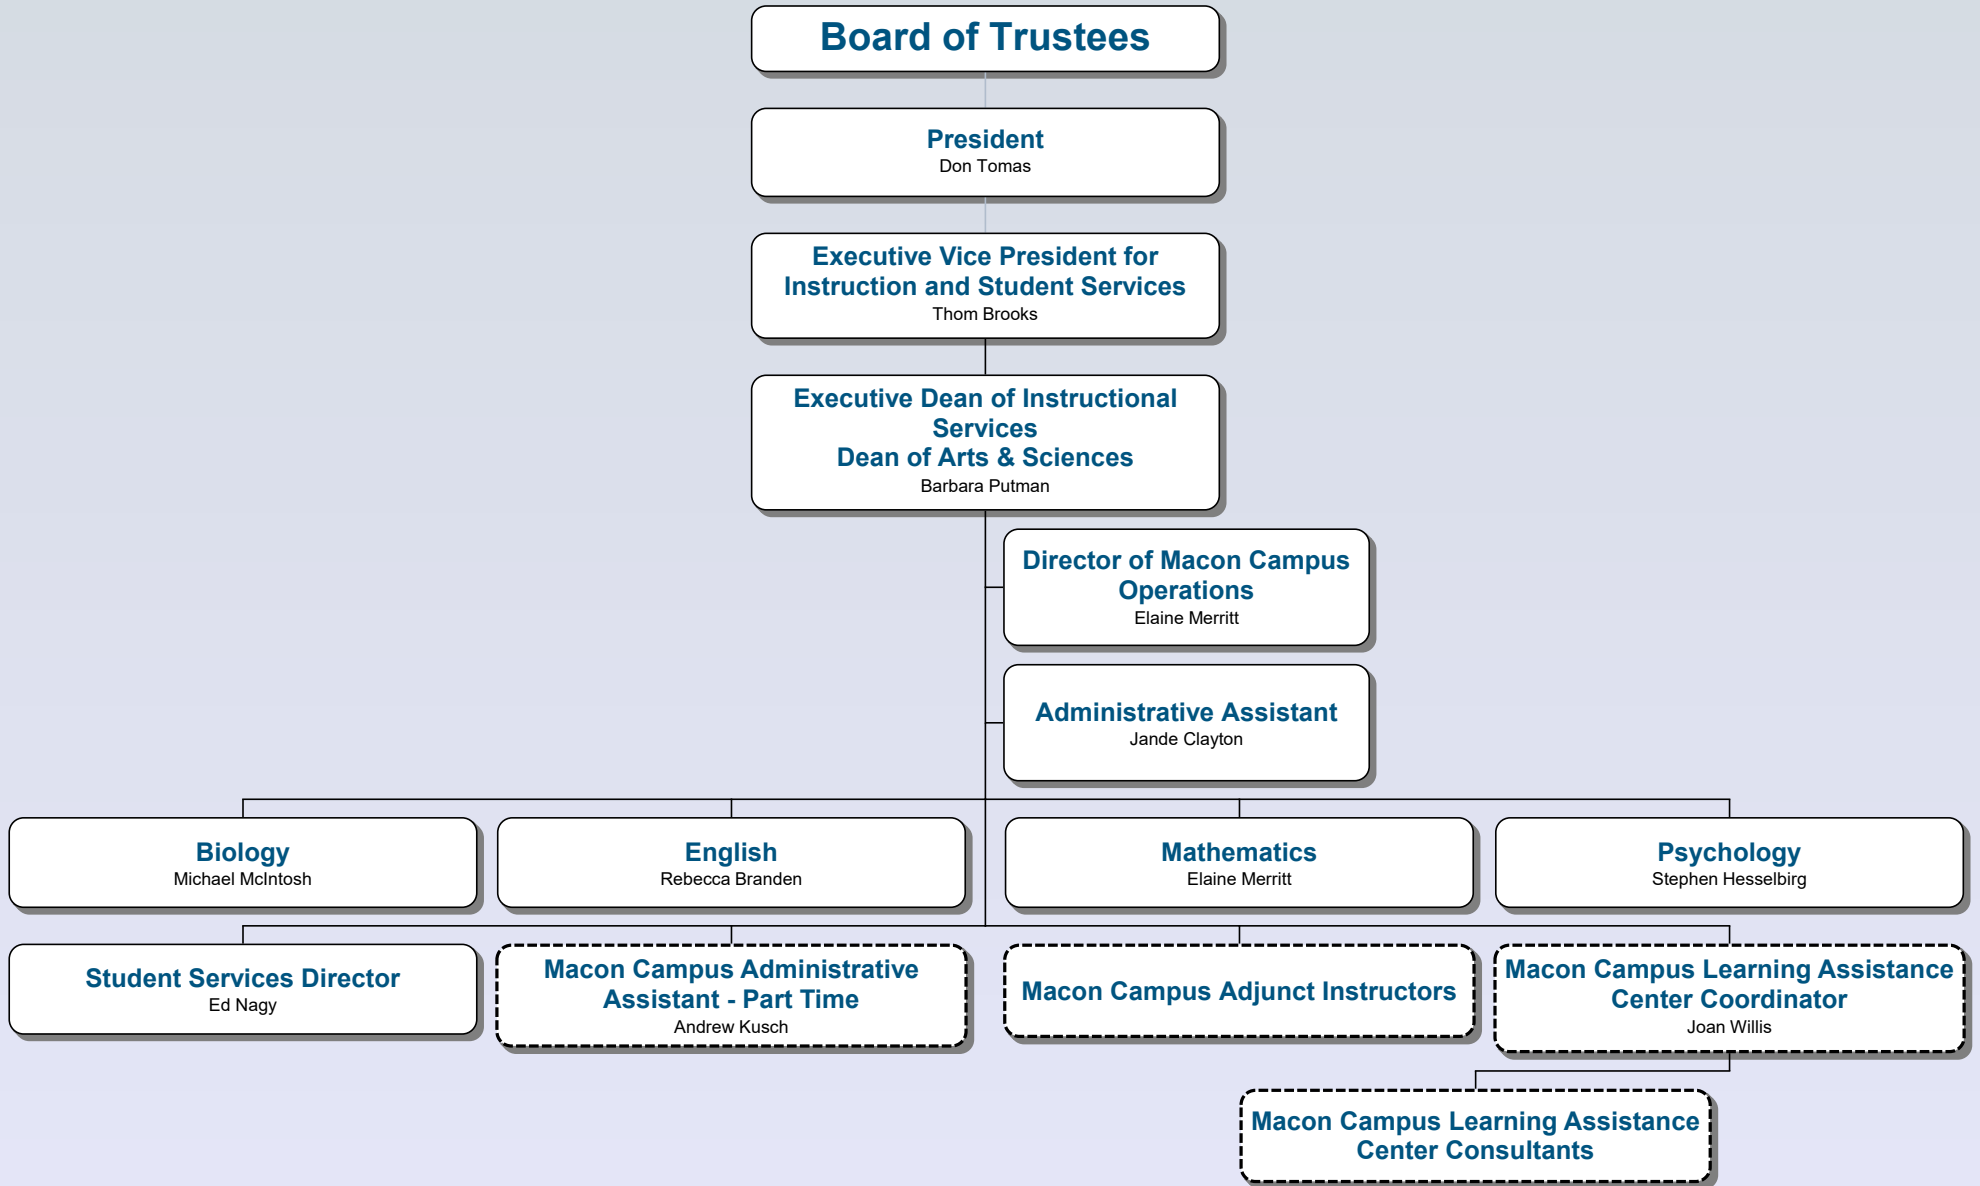 Board of Trustees
President
Don Tomas
Executive Vice President for
Instruction and Student Services
Thom Brooks
Executive Dean of Instructional
Services
Dean of Arts & Sciences
Barbara Putman
Director of Macon Campus
Operations
Elaine Merritt
Administrative Assistant
Jande Clayton
Biology
Michael McIntosh
English
Rebecca Branden
Mathematics
Elaine Merritt
Psychology
Stephen Hesselbirg
Student Services Director
Ed Nagy
Macon Campus Administrative
Assistant - Part Time
Andrew Kusch
Macon Campus Adjunct Instructors
Macon Campus Learning Assistance
Center Coordinator
Joan Willis
Macon Campus Learning Assistance
Center Consultants